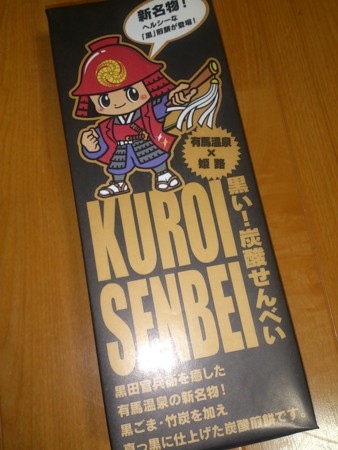 新名物！
ヘルシーな
「黒」煎餅が登場！
有馬温泉
×
姫路
黒い！炭酸せんべい
KUROI
SENBEI
黒田官兵衛を癒した
有馬温泉の新名物！
黒ごま・竹炭を加え
真っ黒に仕上げた炭酸煎餅です。